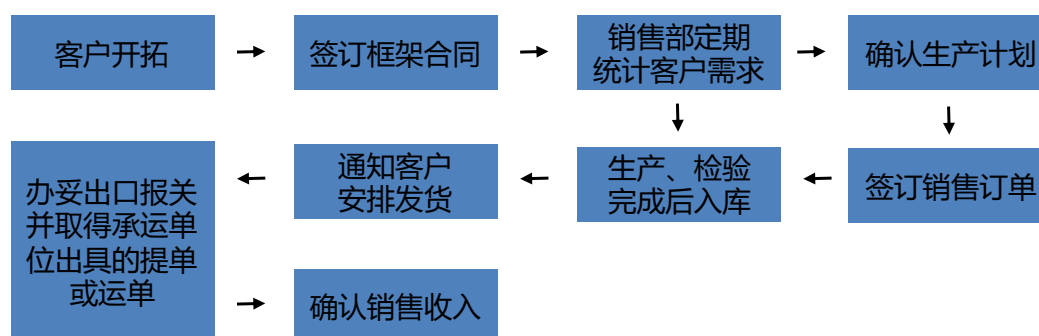 客户开拓
签订框架合同
销售部定期
统计客户需求
确认生产计划
签订销售订单
生产、检验
完成后入库
通知客户
安排发货
办妥出口报关
并取得承运单
位出具的提单
或运单
确认销售收入